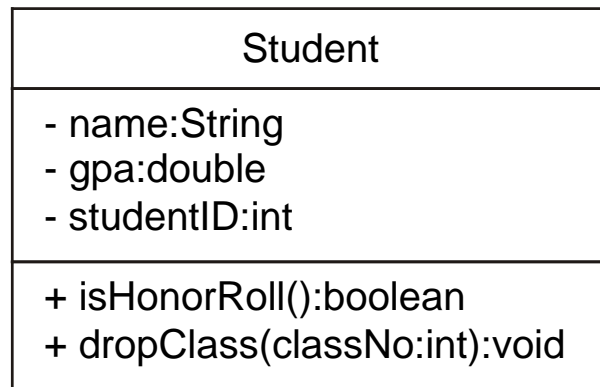 Student
- name:String
- gpa:double
- studentID:int
+ isHonorRoll():boolean
+ dropClass(classNo:int):void